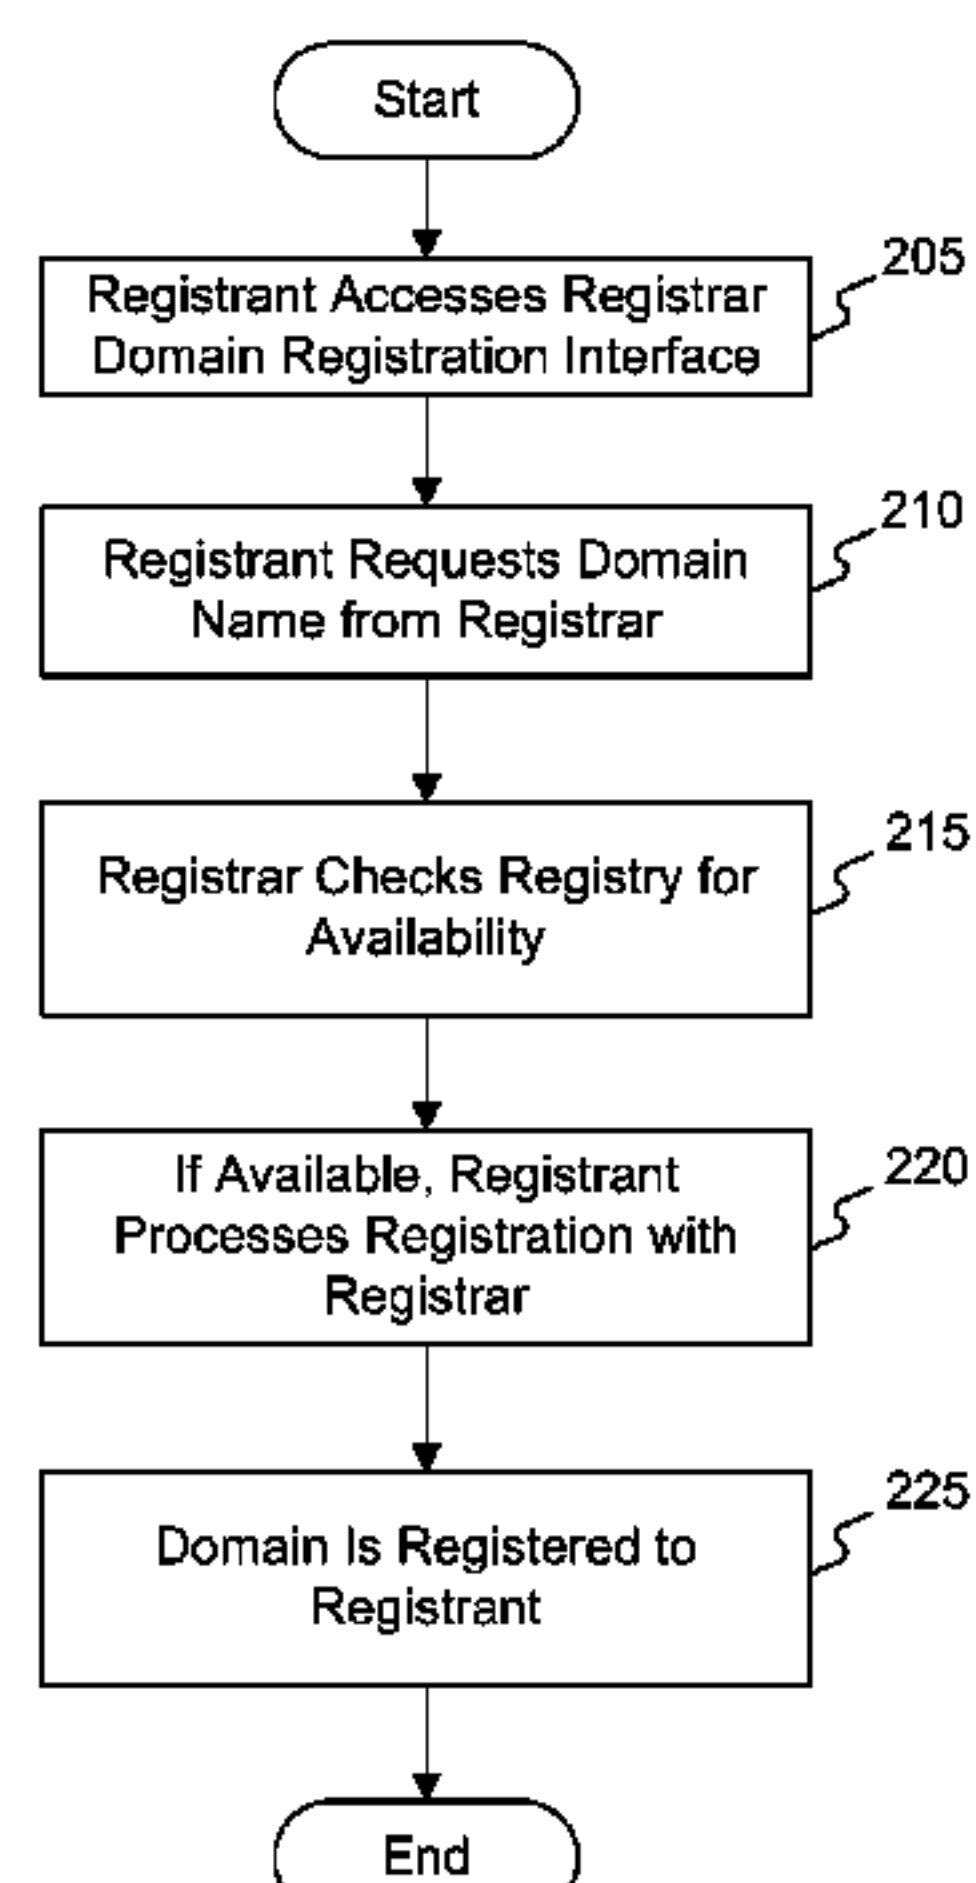 Start
Registrant Accesses Registrar
Domain Registration Interface
205
Registrant Requests Domain
Name from Registrar
210
Registrar Checks Registry for
Availability
215
If Available, Registrant
Processes Registration with
Registrar
220
Domain Is Registered to
Registrant
225
End